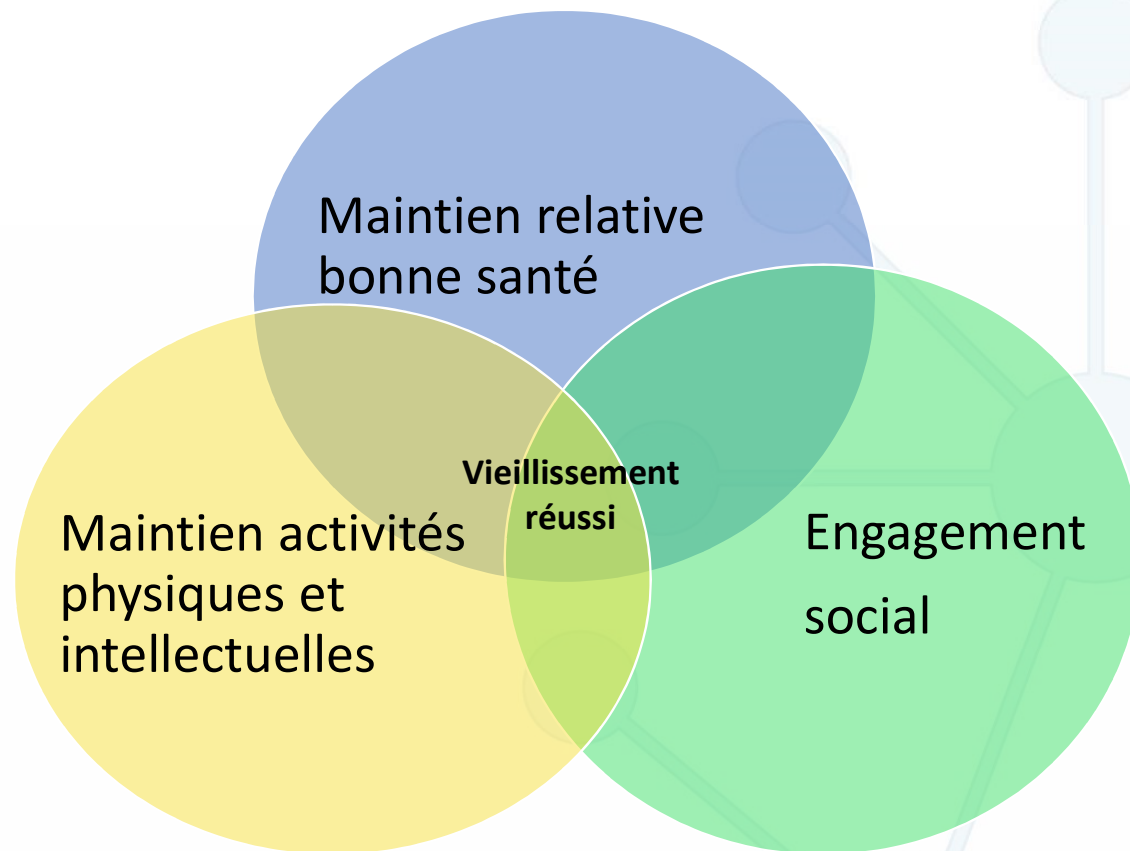 Maintien relative
bonne santé
Vieillissement
réussi
Maintien activités
physiques et
intellectuelles
Engagement
social